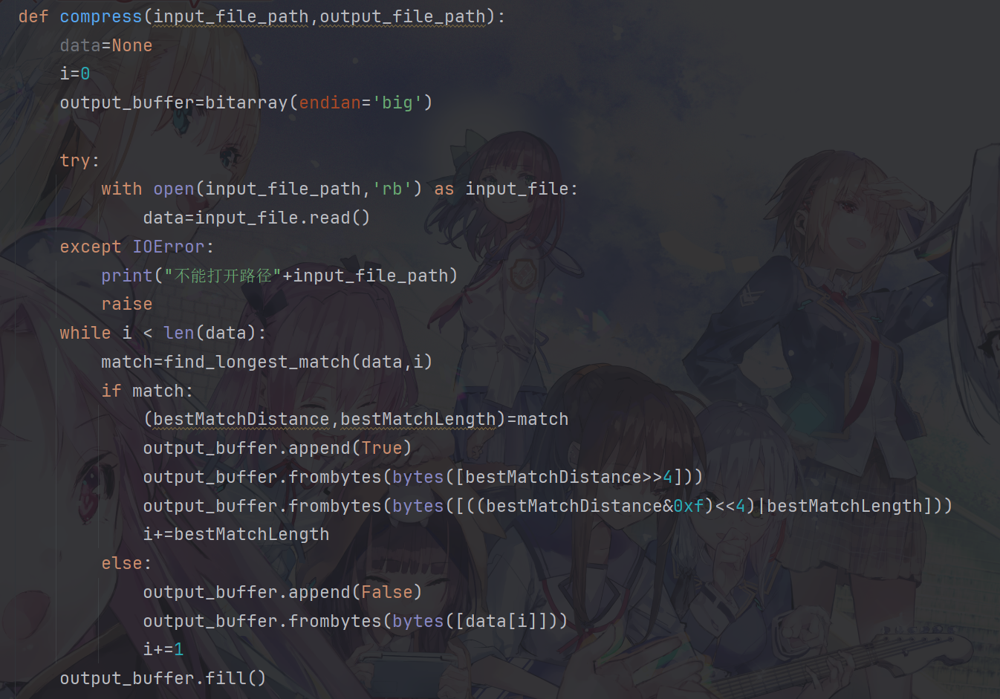 def compress(input_file_path,output_file_path):
    data=None
    i=0
    output_buffer=bitarray(endian='big')

    try:
        with open(input_file_path,'rb') as input_file:
            data=input_file.read()
    except IOError:
        print("不能打开路径"+input_file_path)
        raise
    while i < len(data):
        match=find_longest_match(data,i)
        if match:
            (bestMatchDistance,bestMatchLength)=match
            output_buffer.append(True)
            output_buffer.frombytes(bytes([bestMatchDistance>>4]))
            output_buffer.frombytes(bytes([((bestMatchDistance&0xf)<<4)|bestMatchLength]))
            i+=bestMatchLength
        else:
            output_buffer.append(False)
            output_buffer.frombytes(bytes([data[i]]))
            i+=1
    output_buffer.fill()